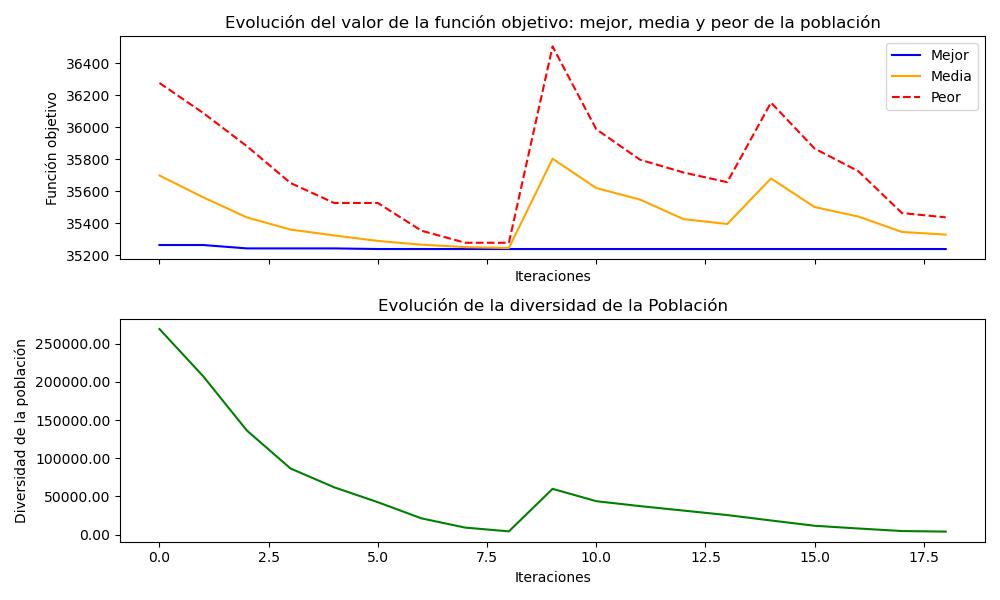 Evolución del valor de la función objetivo: mejor, media y peor de la población
Función objetivo
36400
36200
36000
35800
35600
35400
35200
Mejor
Media
Peor
Iteraciones
Evolución de la diversidad de la Población
Diversidad de la población
250000.00
200000.00
150000.00
100000.00
50000.00
0.00
0.0 2.5 5.0 7.5 10.0 12.5 15.0 17.5
Iteraciones